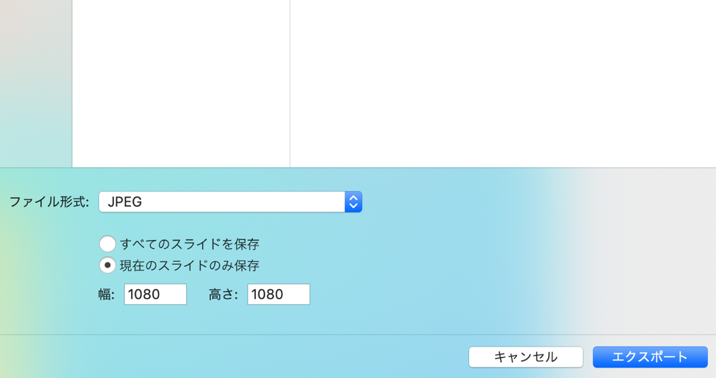 ファイル形式: JPEG
すべてのスライドを保存
現在のスライドのみ保存
幅: 1080 高さ: 1080
キャンセル エクスポート